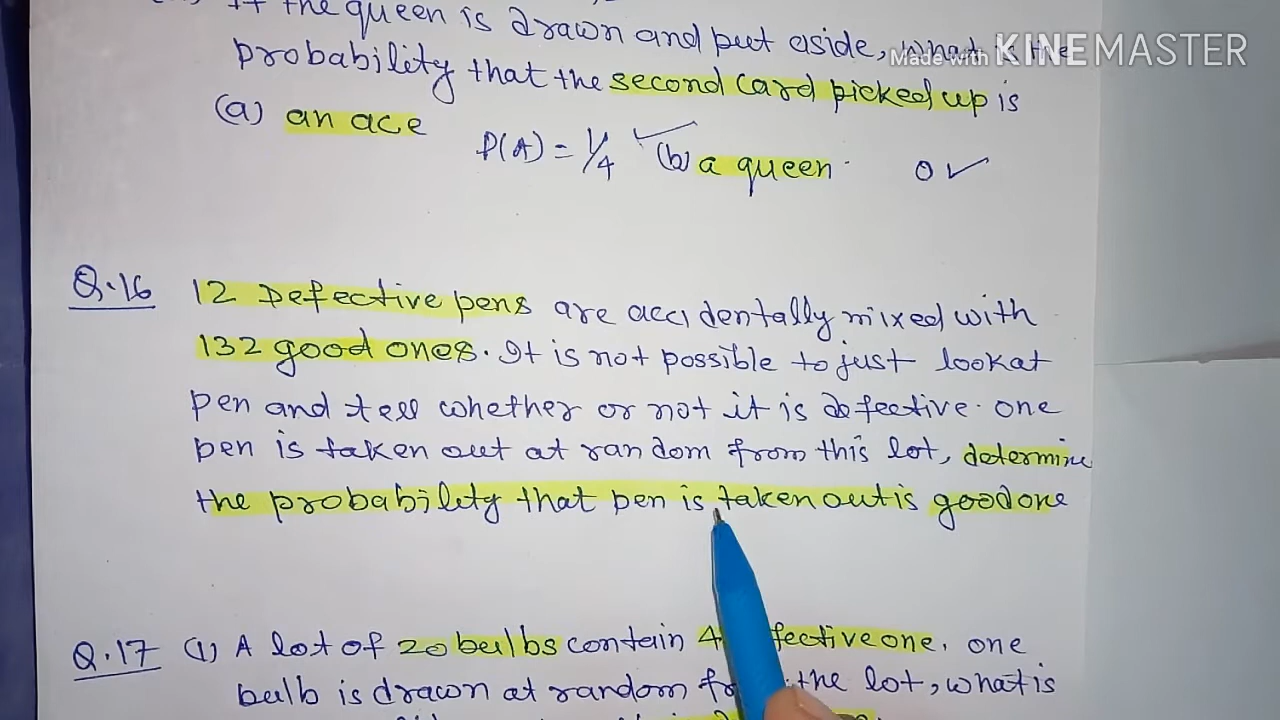 If the queen is drawn and put aside, what is the
probability that the second card picked up is
(a) an ace P(A) = 1/4 (b) a queen. 0
Made with KINEMASTER
Q.16 12 Defective pens are accidentally mixed with
132 good ones. It is not possible to just look at
pen and tell whether or not it is defective. one
pen is taken out at random from this lot, determine
the probability that pen is taken out is good one
Q.17 (1) A lot of 20 bulbs contain 4 defective one. one
bulb is drawn at random from the lot, what is